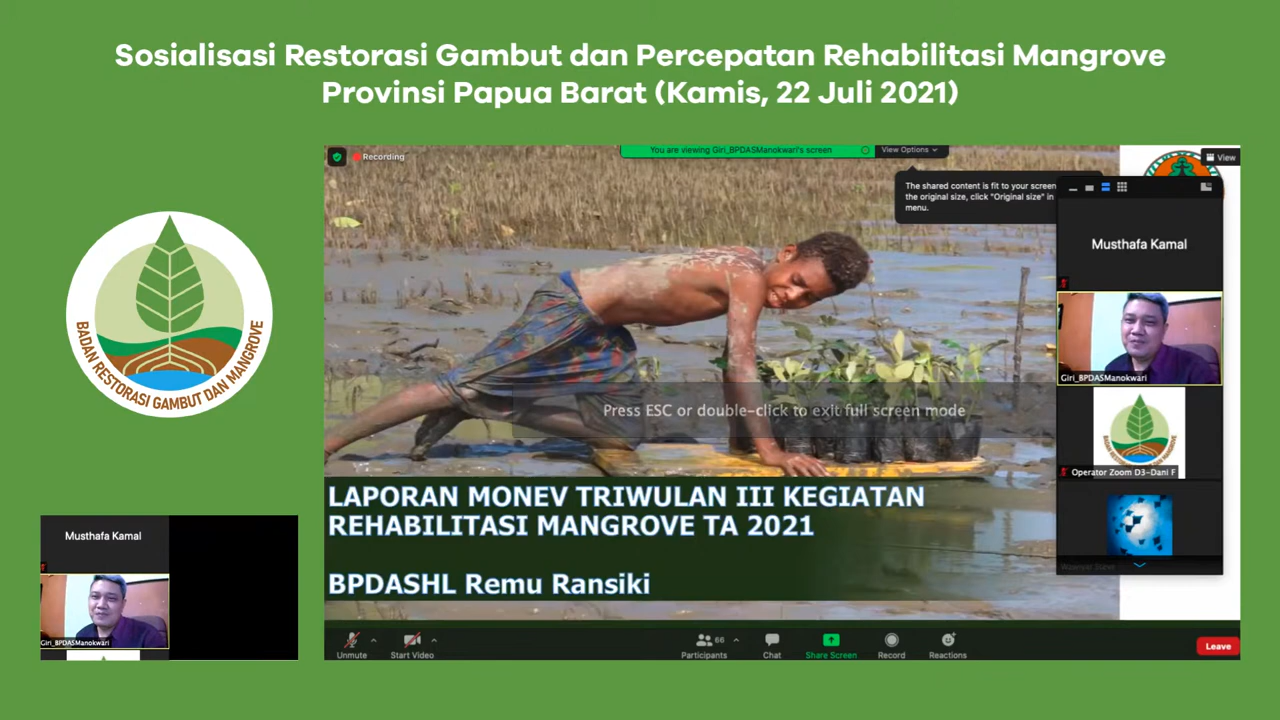 Sosialisasi Restorasi Gambut dan Percepatan Rehabilitasi Mangrove
Provinsi Papua Barat (Kamis, 22 Juli 2021)
BADAN RESTORASI GAMBUT DAN MANGROVE
Recording
You are viewing Giri_BPDASManokwari's screen
View Options
View
The shared content is fit to your screen
the original size, click "Original size" in
menu.
Musthafa Kamal
Giri_BPDASManokwari
Operator Zoom D3-Dani F
Press ESC or double-click to exit full screen mode
LAPORAN MONEV TRIWULAN III KEGIATAN
REHABILITASI MANGROVE TA 2021
BPDASHL Remu Ransiki
Musthafa Kamal
Giri_BPDASManokwari
Unmute
Start Video
66
Participants
Chat
Share Screen
Record
Reactions
Leave